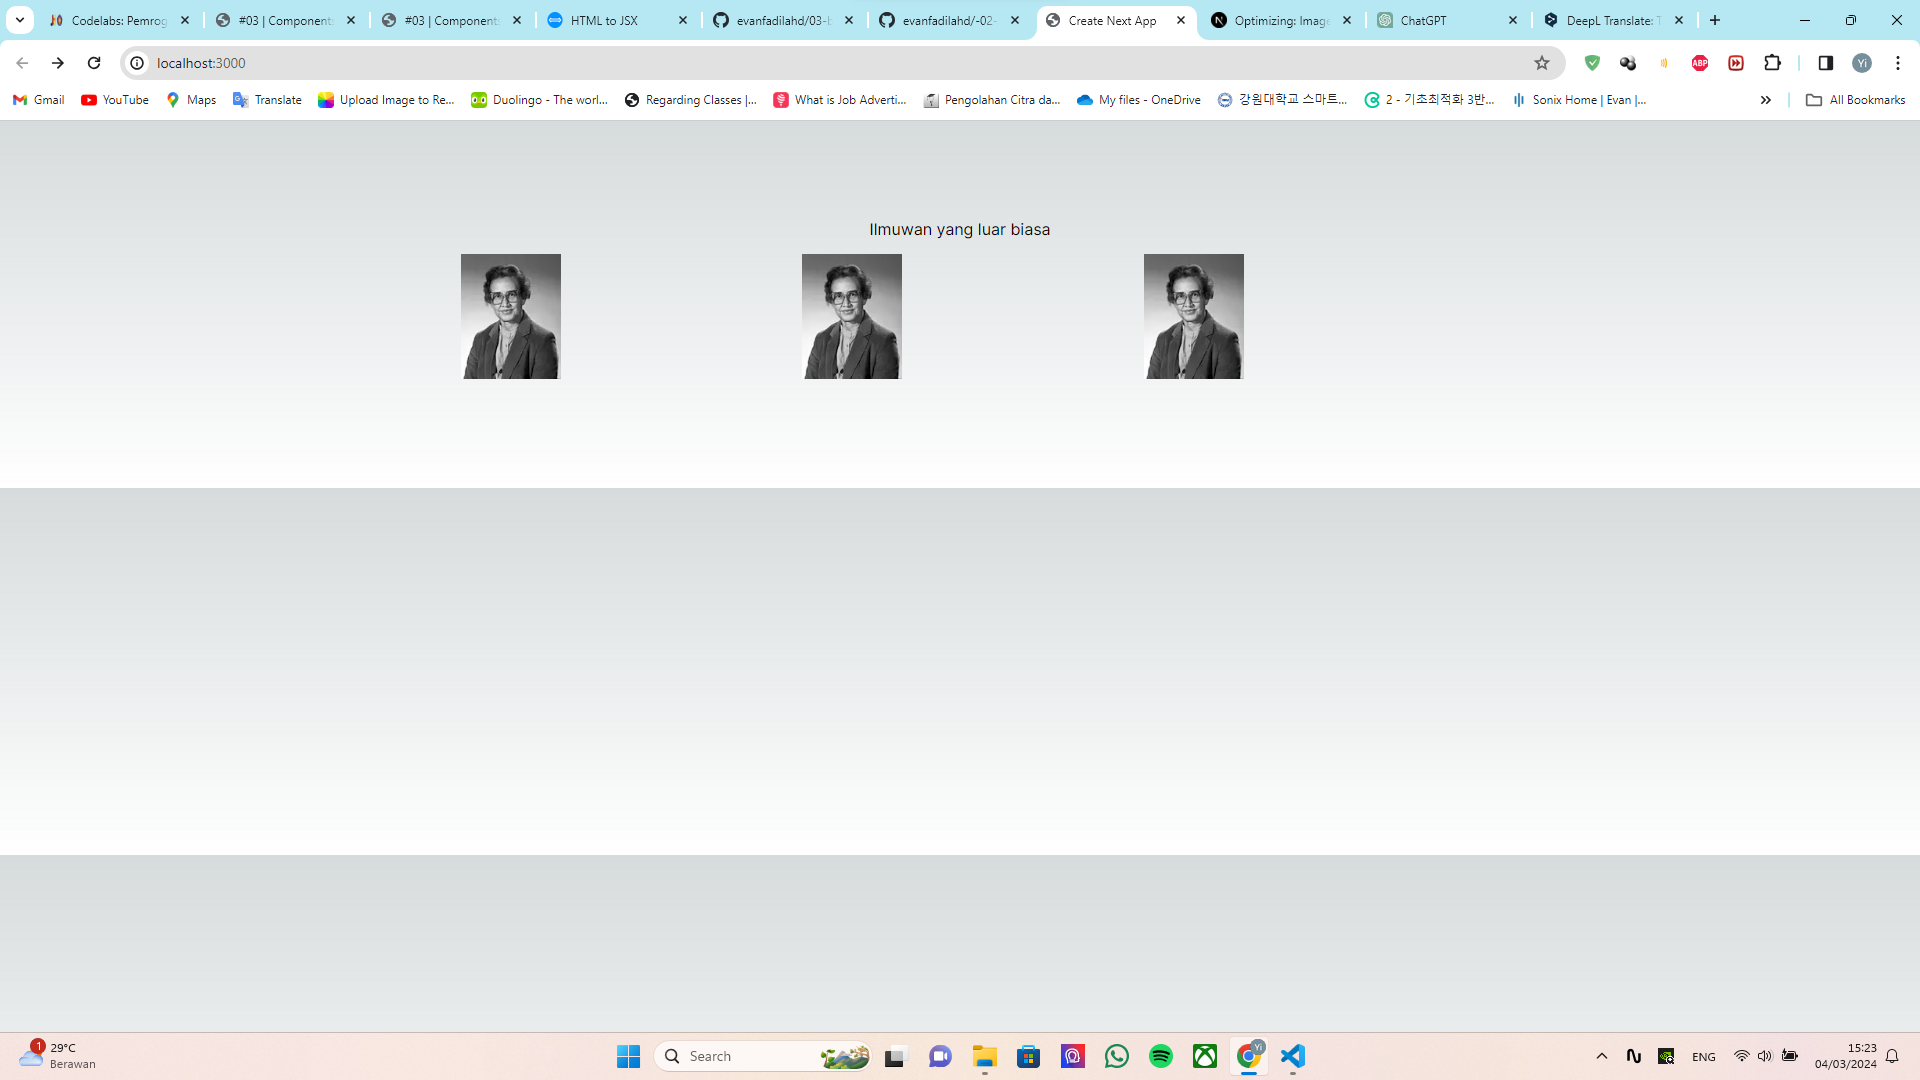 Codelabs: Pemrog
#03 | Component
#03 | Component
HTML to JSX
evanfadilahd/03-b
evanfadilahd/-02-
Create Next App
Optimizing: Image
ChatGPT
DeepL Translate: T
localhost:3000
ABP
Yi
Gmail
YouTube
Maps
Translate
Upload Image to Re...
Duolingo - The worl...
Regarding Classes |...
What is Job Adverti...
Pengolahan Citra da...
My files - OneDrive
강원대학교 스마트...
2 - 기초최적화 3반...
Sonix Home | Evan |...
All Bookmarks
Ilmuwan yang luar biasa
1
29°C
Berawan
Search
Yi
ENG
15:23
04/03/2024